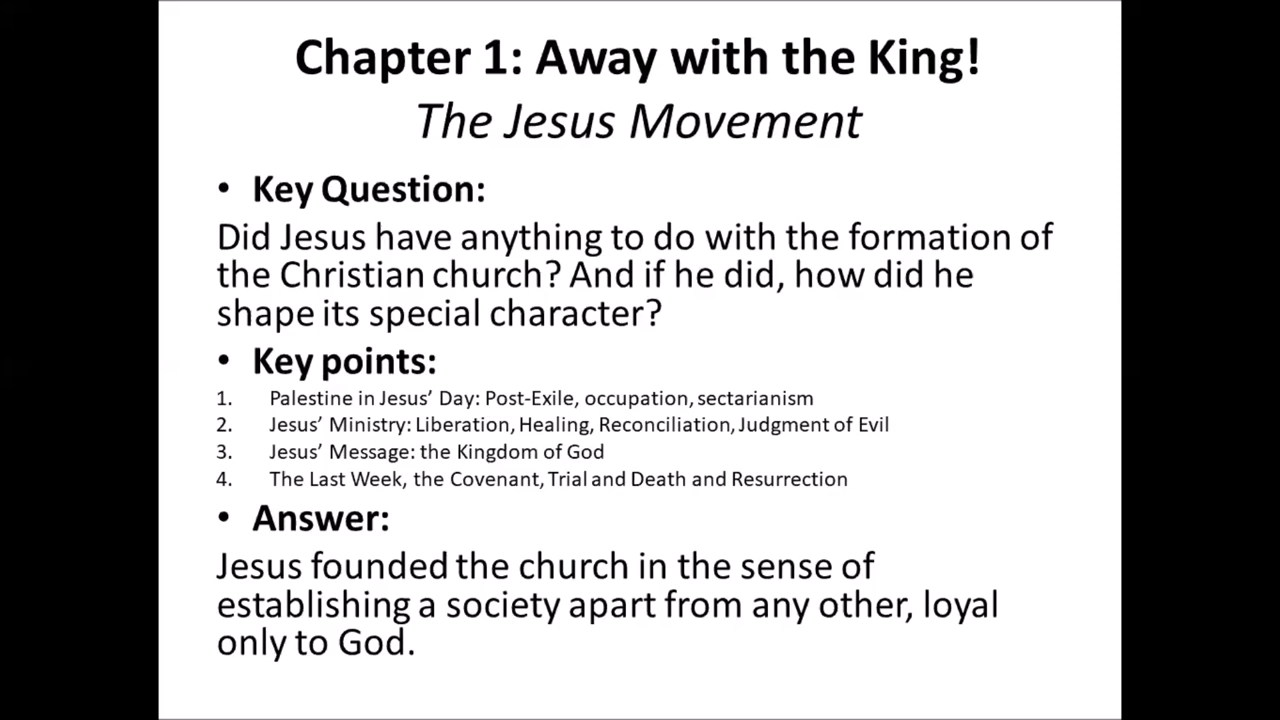 Chapter 1: Away with the King!
The Jesus Movement
• Key Question:
Did Jesus have anything to do with the formation of
the Christian church? And if he did, how did he
shape its special character?
• Key points:
1. Palestine in Jesus’ Day: Post-Exile, occupation, sectarianism
2. Jesus’ Ministry: Liberation, Healing, Reconciliation, Judgment of Evil
3. Jesus’ Message: the Kingdom of God
4. The Last Week, the Covenant, Trial and Death and Resurrection
• Answer:
Jesus founded the church in the sense of
establishing a society apart from any other, loyal
only to God.